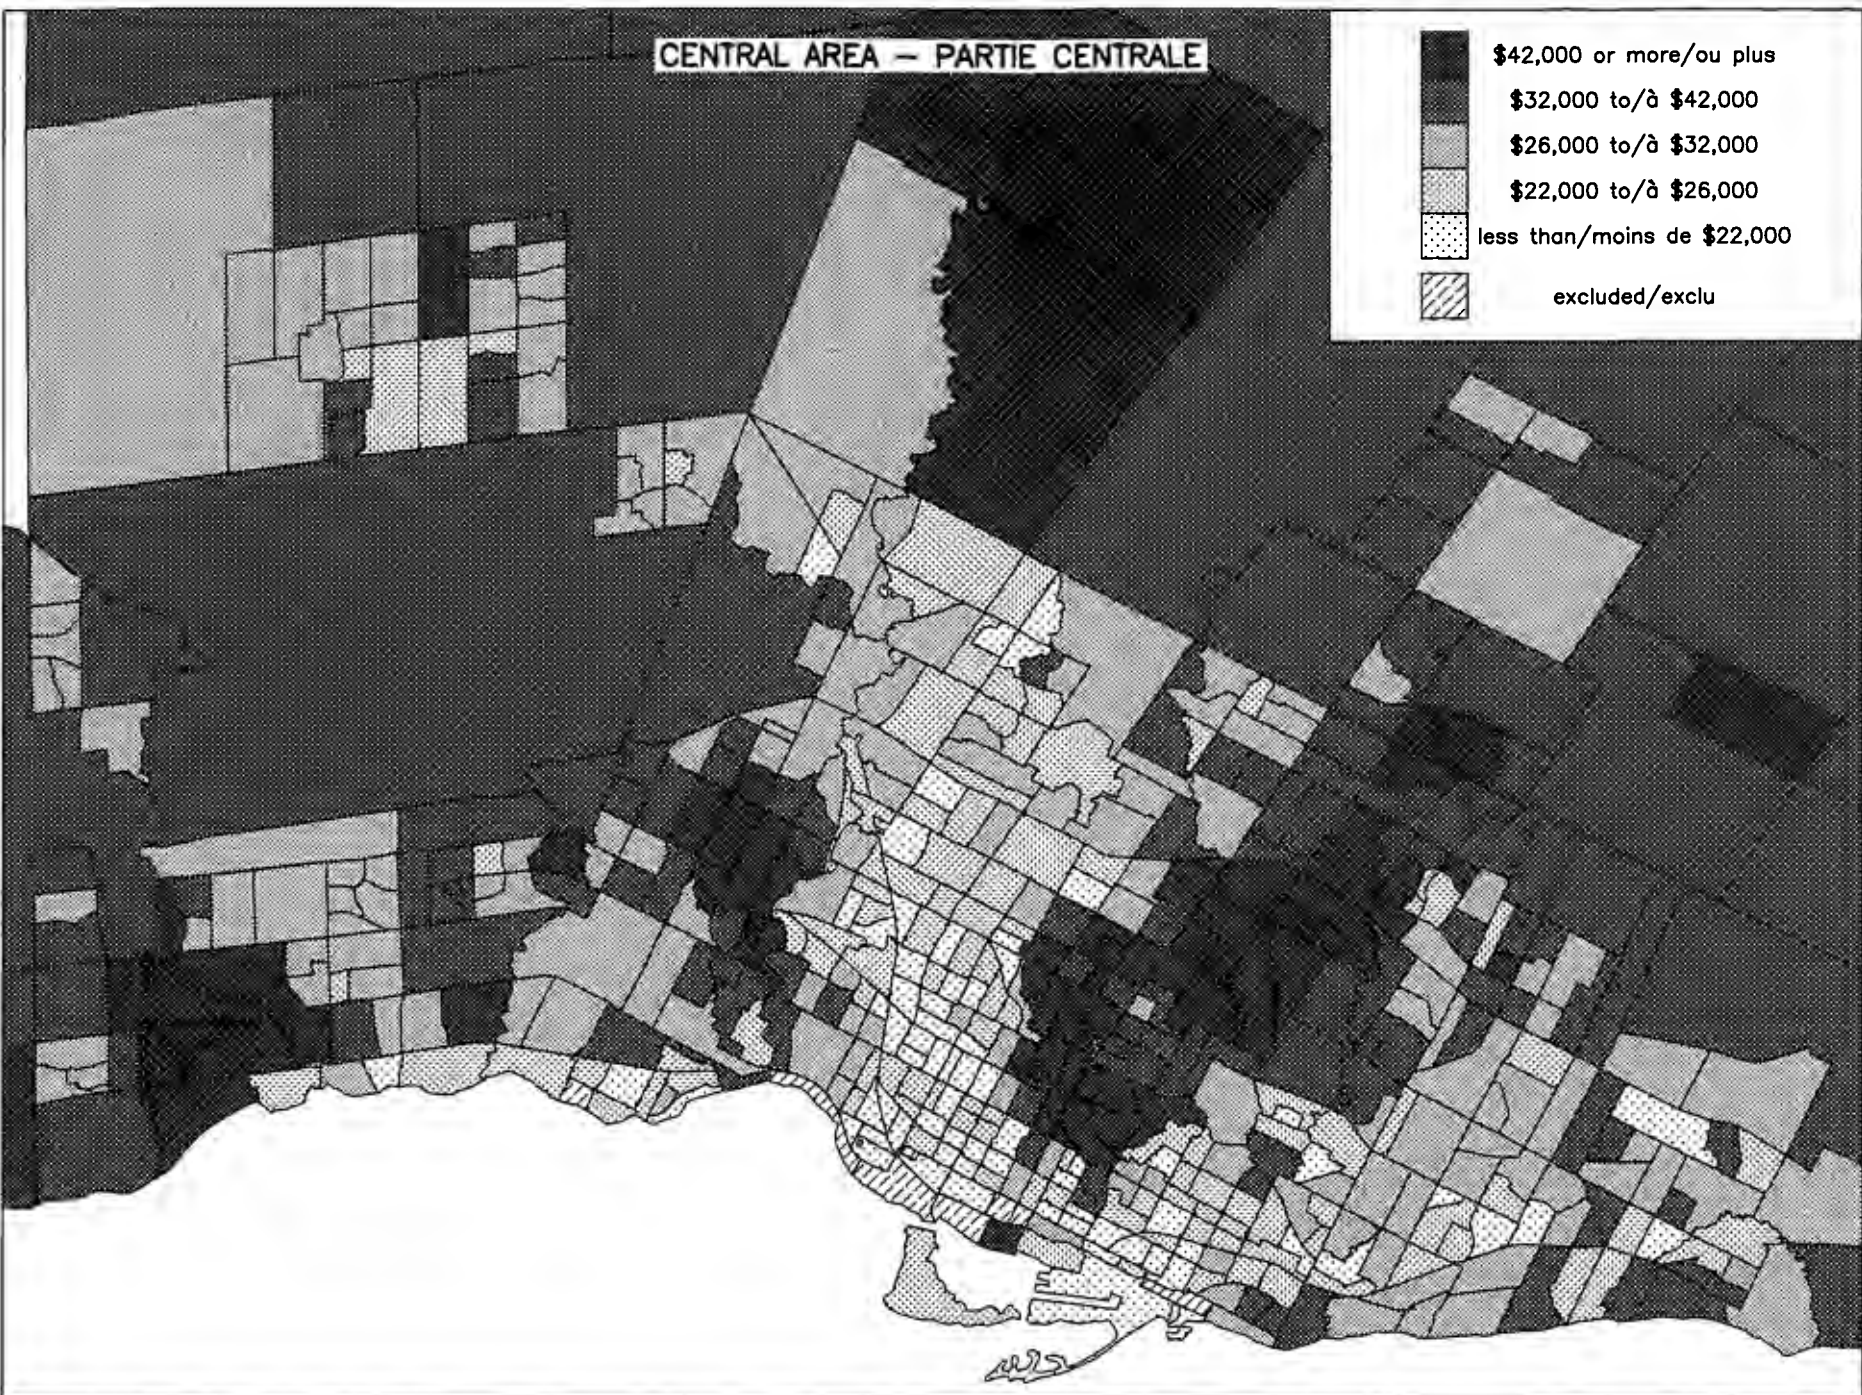 CENTRAL AREA — PARTIE CENTRALE
$42,000 or more/ou plus
$32,000 to/à $42,000
$26,000 to/à $32,000
$22,000 to/à $26,000
less than/moins de $22,000
excluded/exclu